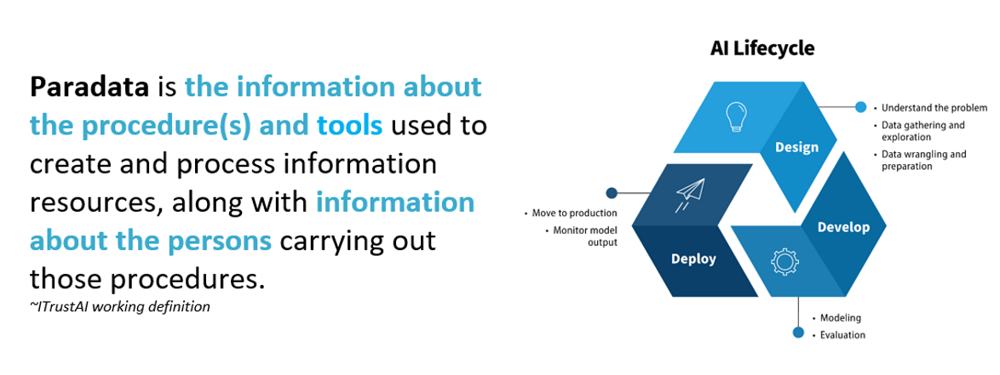 Paradata is the information about
the procedure(s) and tools used to
create and process information
resources, along with information
about the persons carrying out
those procedures.
~ITrustAI working definition
AI Lifecycle
Design
• Understand the problem
• Data gathering and
exploration
• Data wrangling and
preparation
Develop
• Modeling
• Evaluation
Deploy
• Move to production
• Monitor model
output